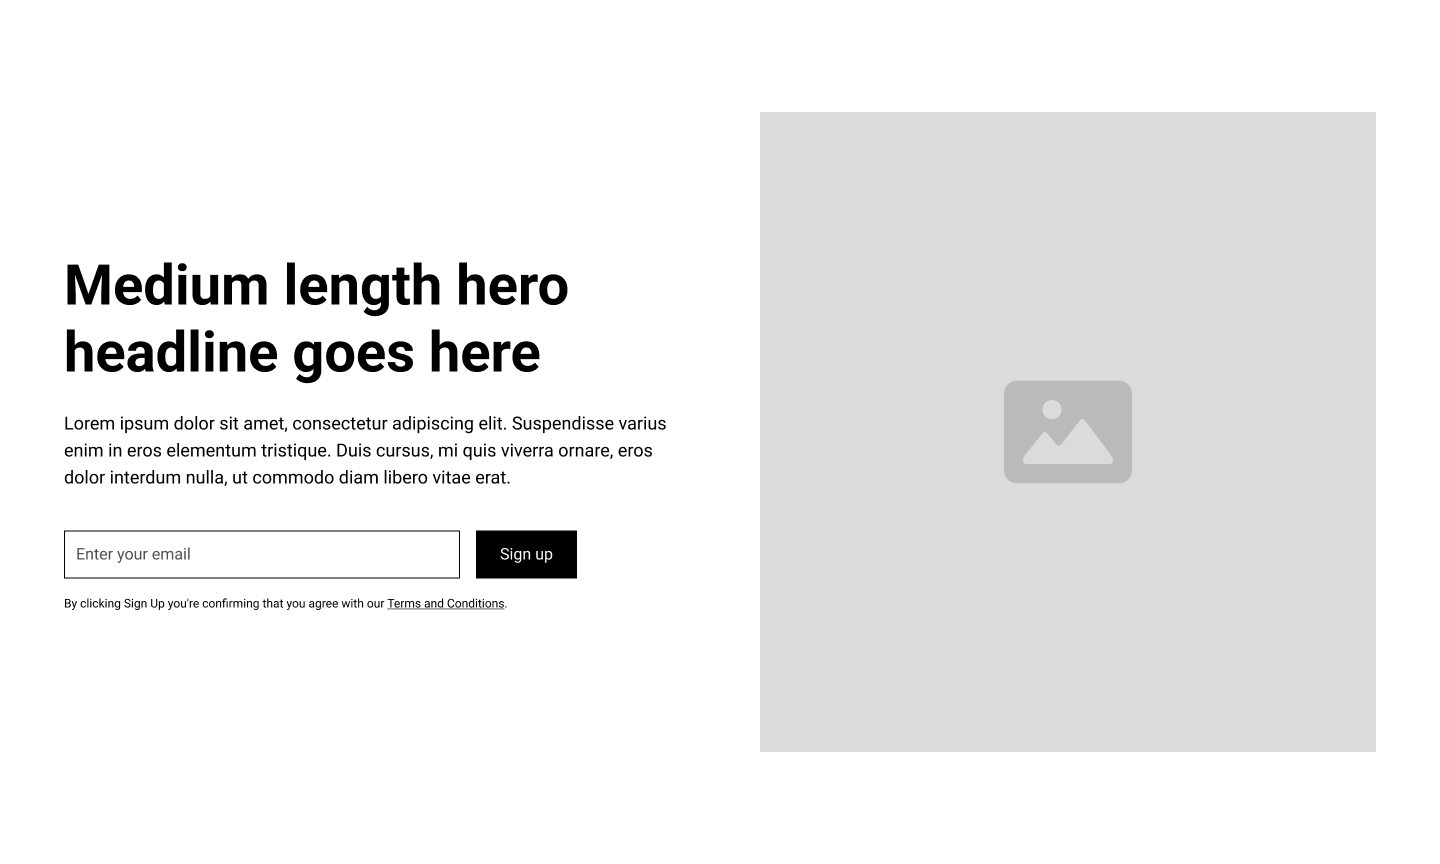 Medium length hero
headline goes here
Lorem ipsum dolor sit amet, consectetur adipiscing elit. Suspendisse varius
enim in eros elementum tristique. Duis cursus, mi quis viverra ornare, eros
dolor interdum nulla, ut commodo diam libero vitae erat.
Enter your email
Sign up
By clicking Sign Up you're confirming that you agree with our Terms and Conditions.